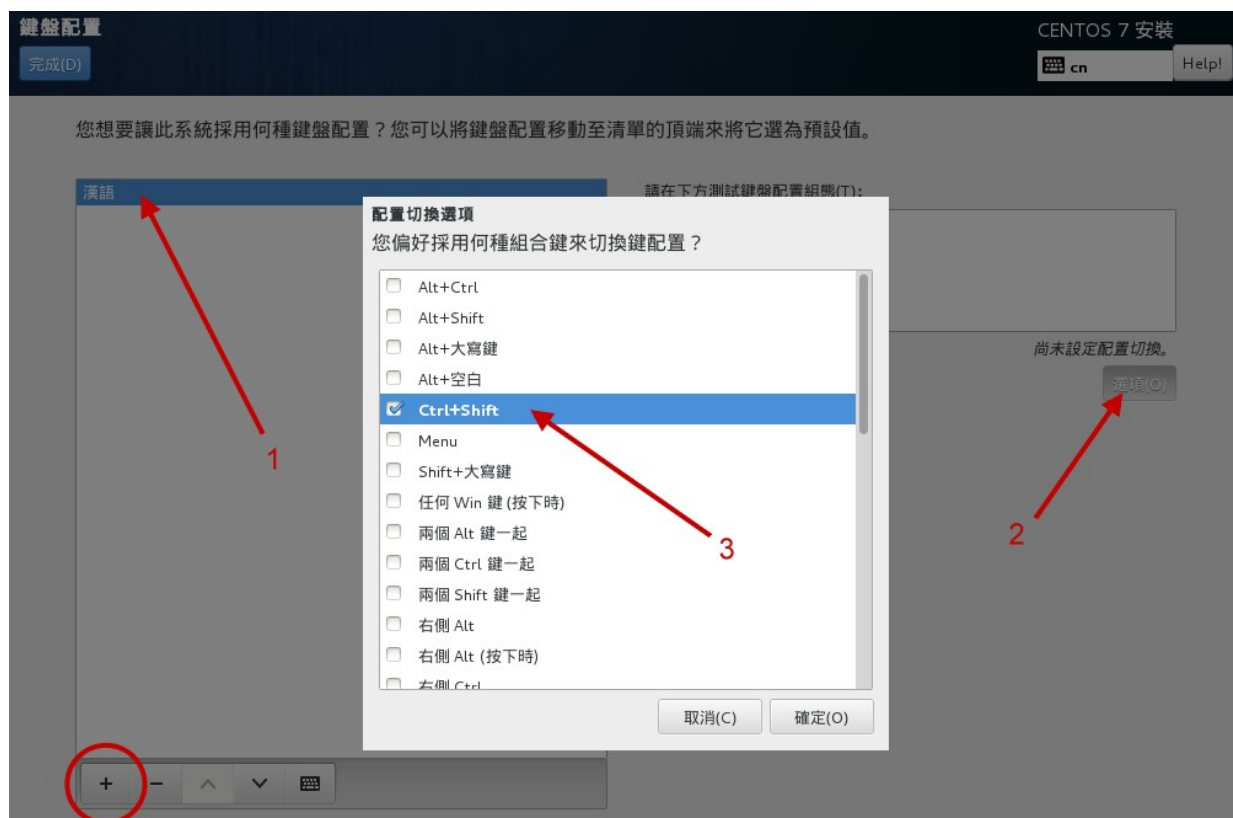 鍵盤配置
CENTOS 7 安裝
完成(D)
cn
Help!
您想要讓此系統採用何種鍵盤配置？您可以將鍵盤配置移動至清單的頂端來將它選為預設值。
漢語
請在下方測試鍵盤配置組態(T):
配置切換選項
您偏好採用何種組合鍵來切換鍵配置？
Alt+Ctrl
Alt+Shift
Alt+大寫鍵
Alt+空白
Ctrl+Shift
Menu
Shift+大寫鍵
任何 Win 鍵 (按下時)
兩個 Alt 鍵一起
兩個 Ctrl 鍵一起
兩個 Shift 鍵一起
右側 Alt
右側 Alt (按下時)
右側 Ctrl
取消(C)
確定(O)
尚未設定配置切換。
選項(O)
1
2
3
+
−